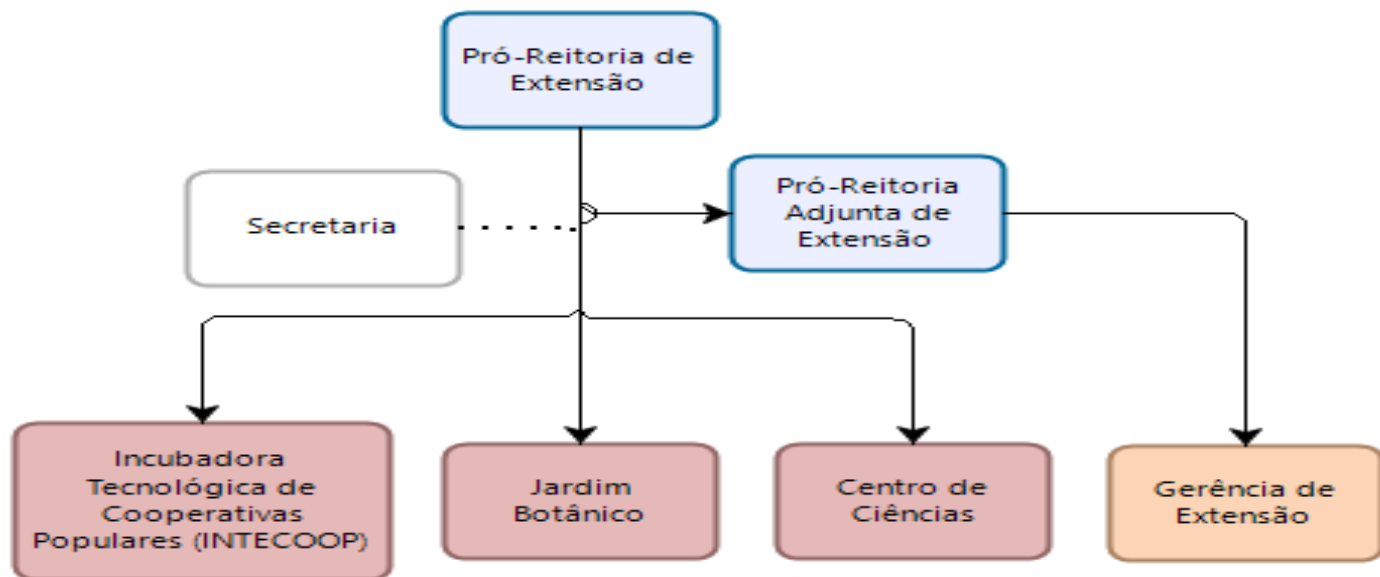 Pró-Reitoria de
Extensão
Secretaria
Pró-Reitoria
Adjunta de
Extensão
Incubadora
Tecnológica de
Cooperativas
Populares (INTECOOP)
Jardim
Botânico
Centro de
Ciências
Gerência de
Extensão